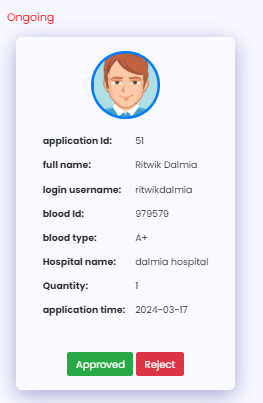 Ongoing
application Id: 51
full name: Ritwik Dalmia
login username: ritwikdalmia
blood Id: 979579
blood type: A+
Hospital name: dalmia hospital
Quantity: 1
application time: 2024-03-17
Approved Reject